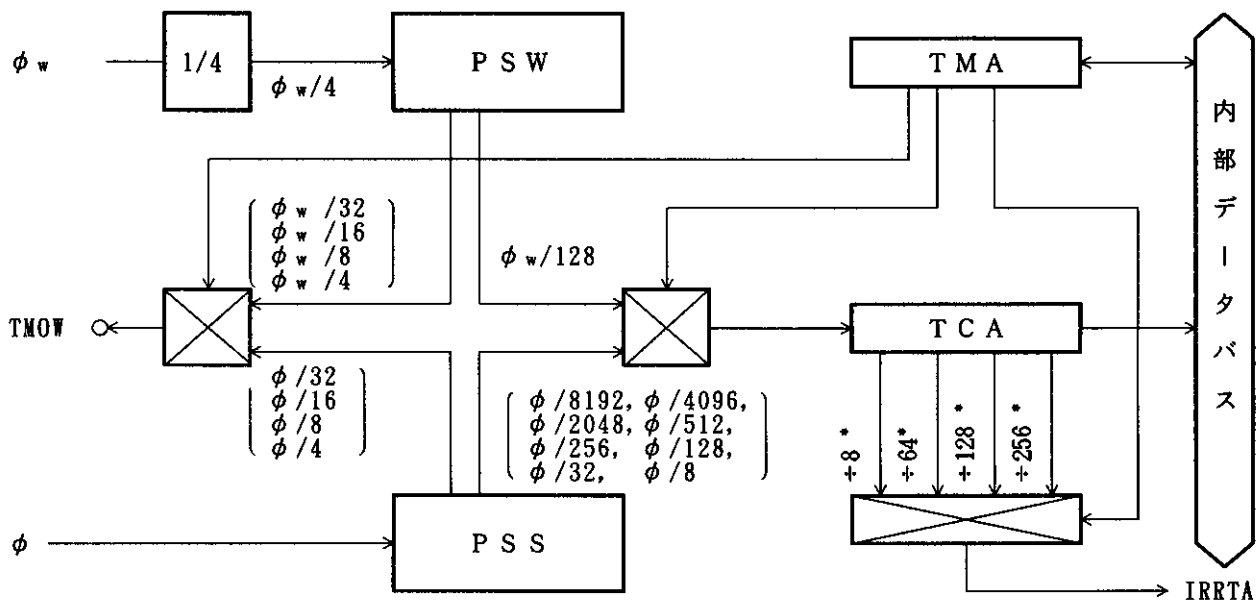 φw
1/4
φw/4
PSW
TMA
内部データバス
φw /32
φw /16
φw /8
φw /4
φw/128
TMOW
TCA
φ/32
φ/16
φ/8
φ/4
φ/8192, φ/4096,
φ/2048, φ/512,
φ/256, φ/128,
φ/32, φ/8
÷8*
÷64*
÷128*
÷256*
φ
PSS
IRRTA